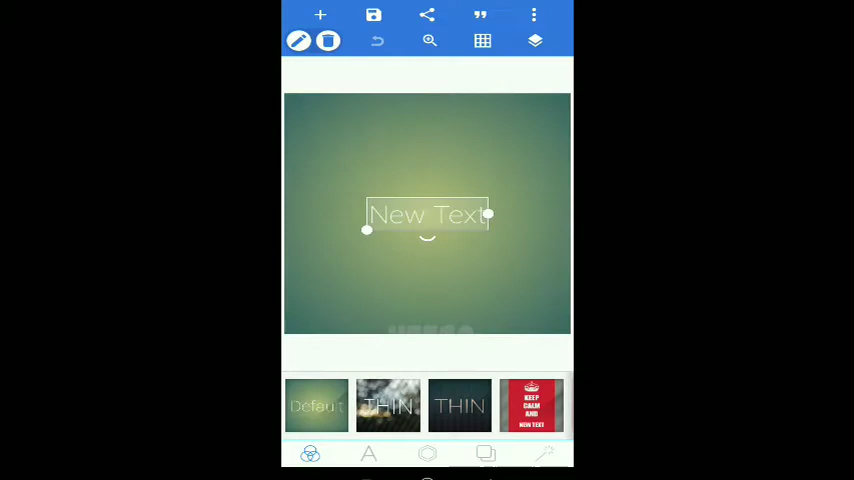 New Text
Default
THIN
THIN
KEEP
CALM
AND
NEW TEXT